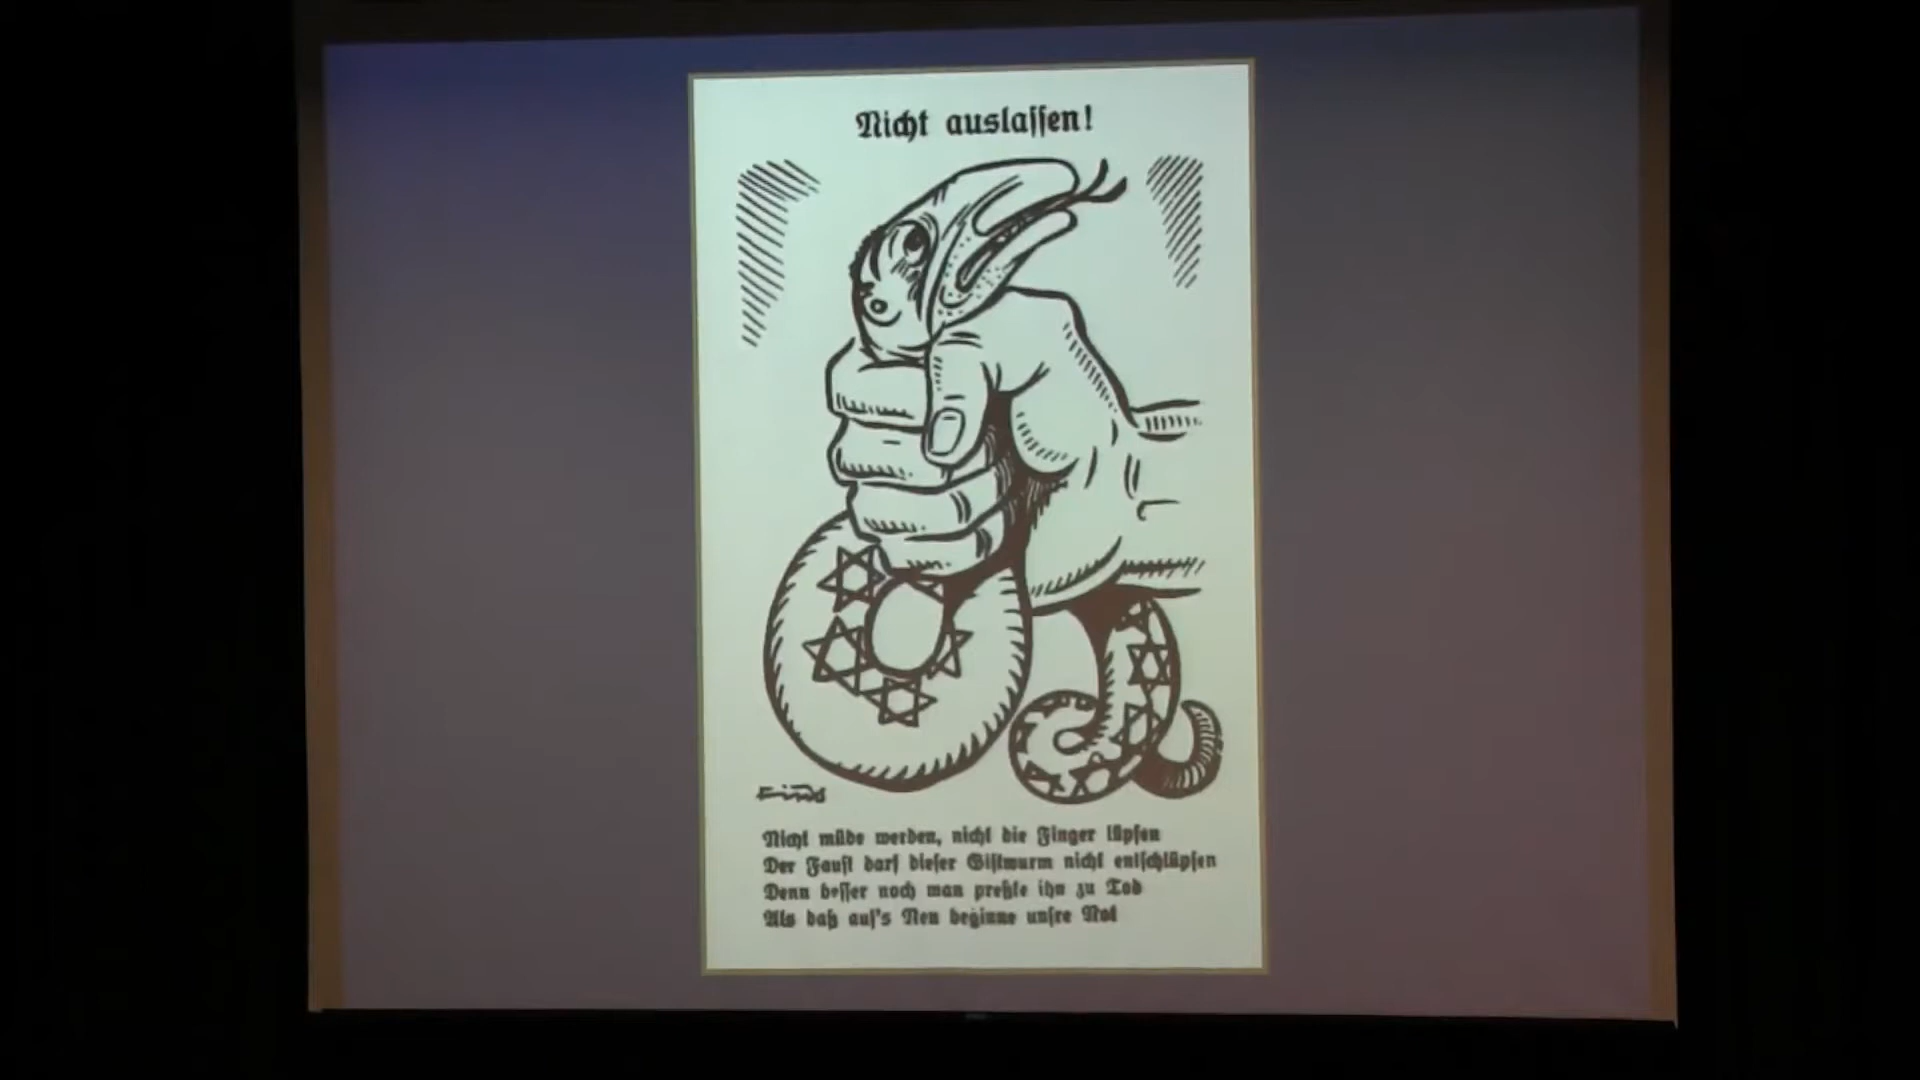 Nicht auslassen!
Fips
Nicht müde werden, nicht die Finger lüpfen
Der Faust darf dieser Giftwurm nicht entschlüpfen
Denn besser noch man preßte ihn zu Tod
Als daß auf's Neu beginne unsre Not